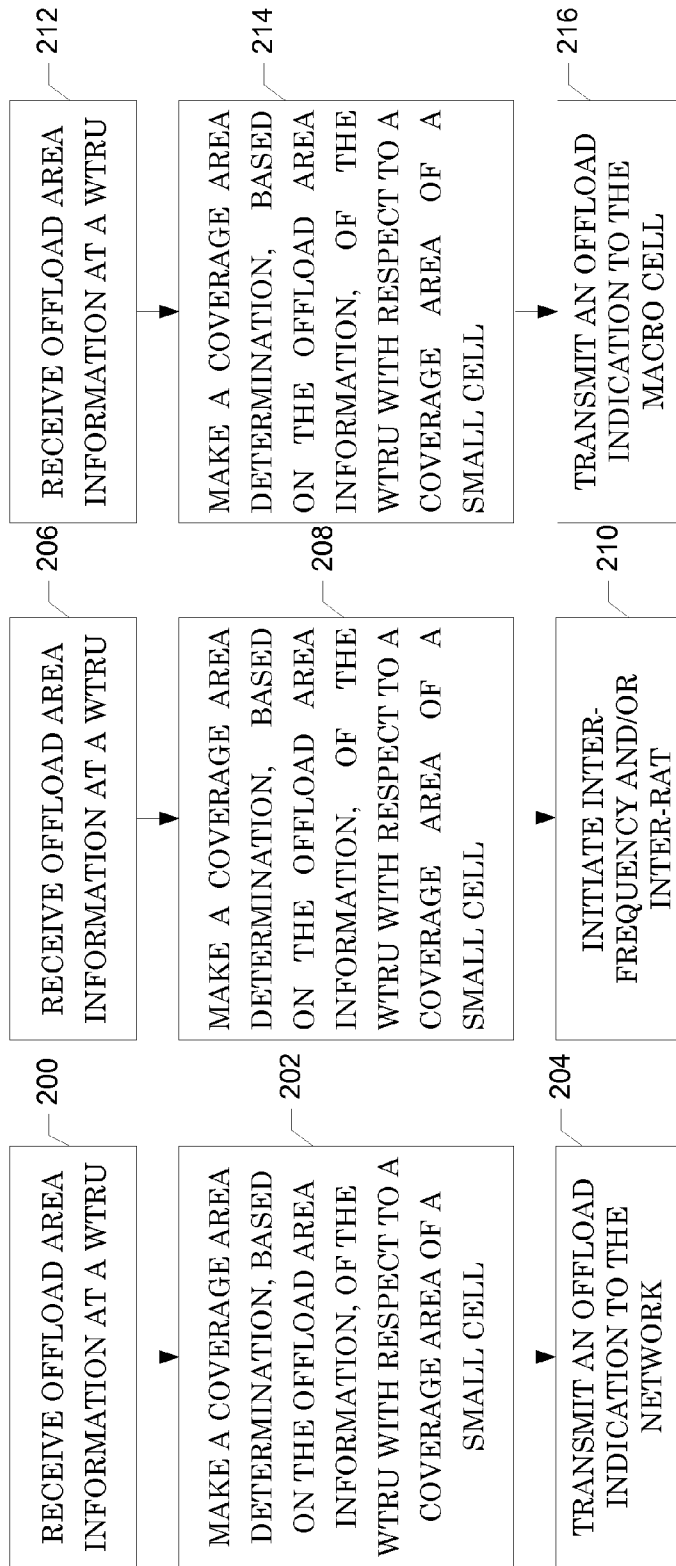 200
RECEIVE OFFLOAD AREA
INFORMATION AT A WTRU
202
MAKE A COVERAGE AREA
DETERMINATION, BASED
ON THE OFFLOAD AREA
INFORMATION, OF THE
WTRU WITH RESPECT TO A
COVERAGE AREA OF A
SMALL CELL
204
TRANSMIT AN OFFLOAD
INDICATION TO THE
NETWORK
206
RECEIVE OFFLOAD AREA
INFORMATION AT A WTRU
208
MAKE A COVERAGE AREA
DETERMINATION, BASED
ON THE OFFLOAD AREA
INFORMATION, OF THE
WTRU WITH RESPECT TO A
COVERAGE AREA OF A
SMALL CELL
210
INITIATE INTER-
FREQUENCY AND/OR
INTER-RAT
212
RECEIVE OFFLOAD AREA
INFORMATION AT A WTRU
214
MAKE A COVERAGE AREA
DETERMINATION, BASED
ON THE OFFLOAD AREA
INFORMATION, OF THE
WTRU WITH RESPECT TO A
COVERAGE AREA OF A
SMALL CELL
216
TRANSMIT AN OFFLOAD
INDICATION TO THE
MACRO CELL